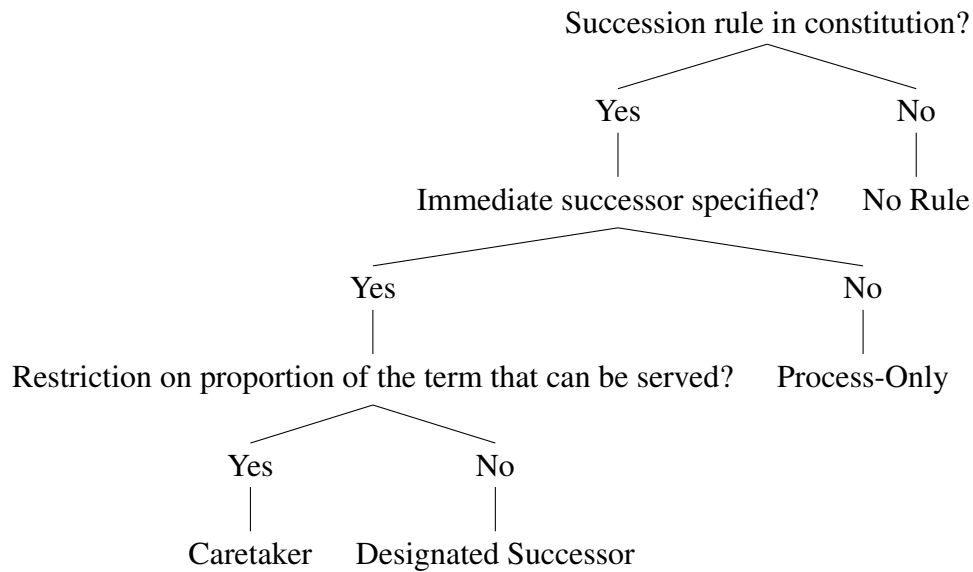 Succession rule in constitution?
Yes No
Immediate successor specified? No Rule
Yes No
Restriction on proportion of the term that can be served? Process-Only
Yes No
Caretaker Designated Successor